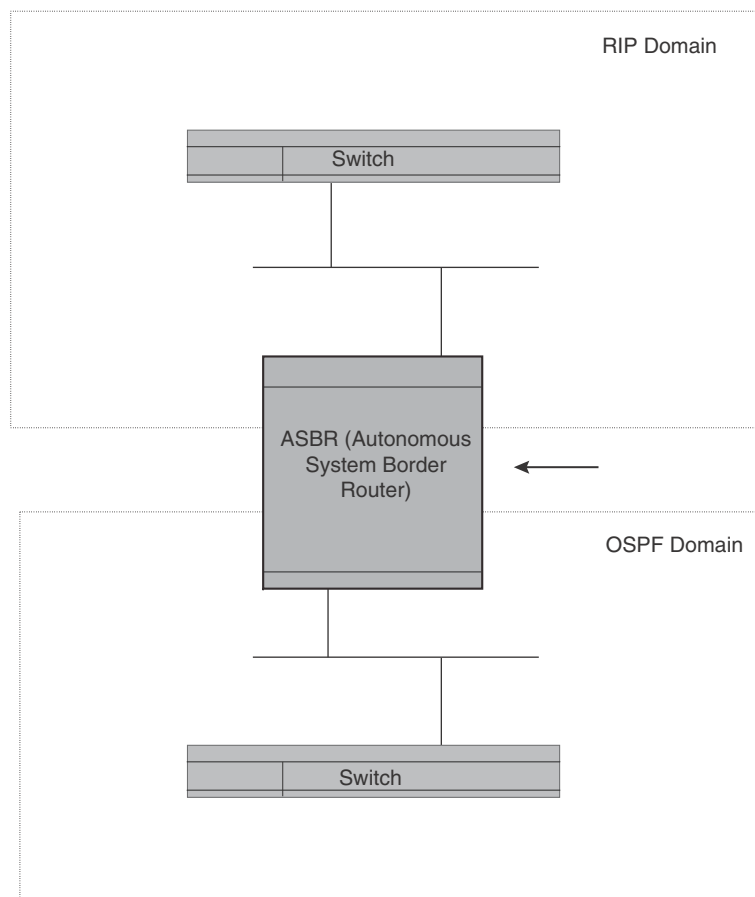 RIP Domain
Switch
ASBR (Autonomous
System Border
Router)
OSPF Domain
Switch